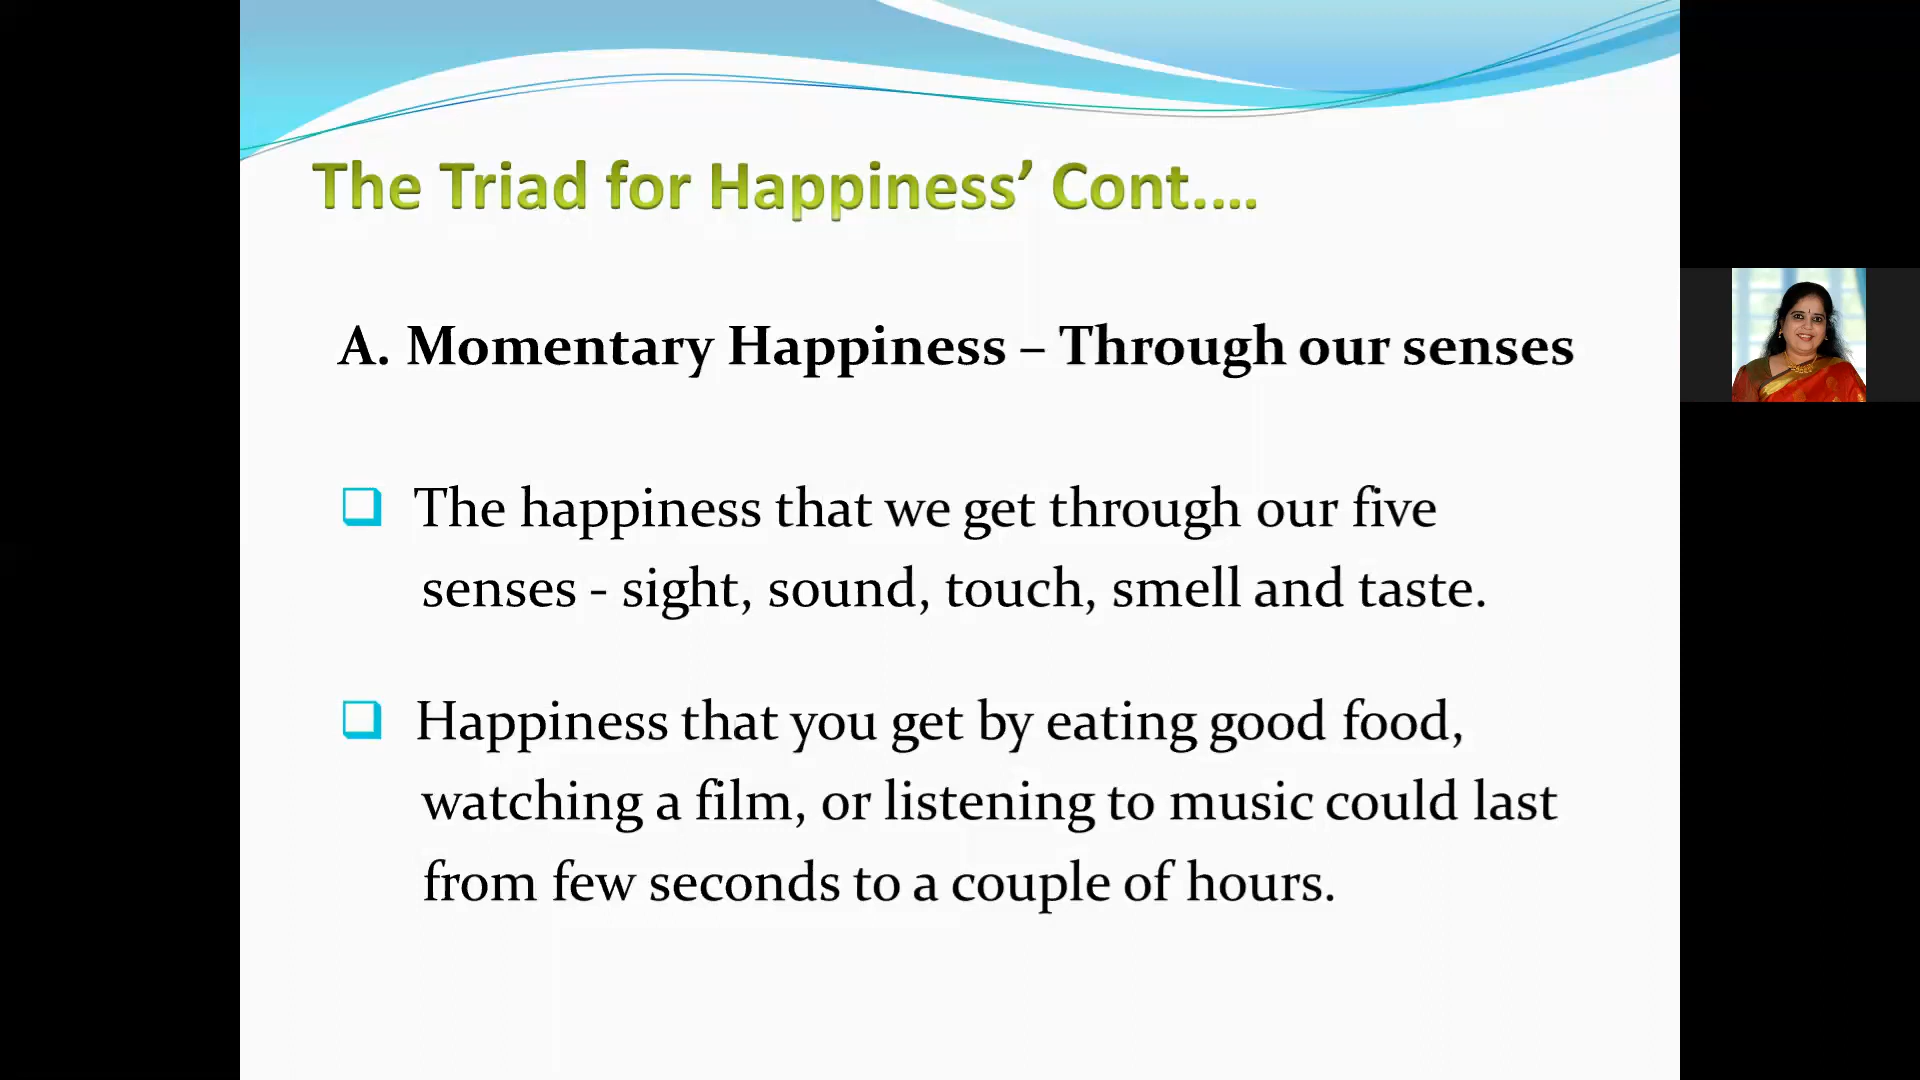 The Triad for Happiness’ Cont....
A. Momentary Happiness – Through our senses
The happiness that we get through our five
senses - sight, sound, touch, smell and taste.
Happiness that you get by eating good food,
watching a film, or listening to music could last
from few seconds to a couple of hours.